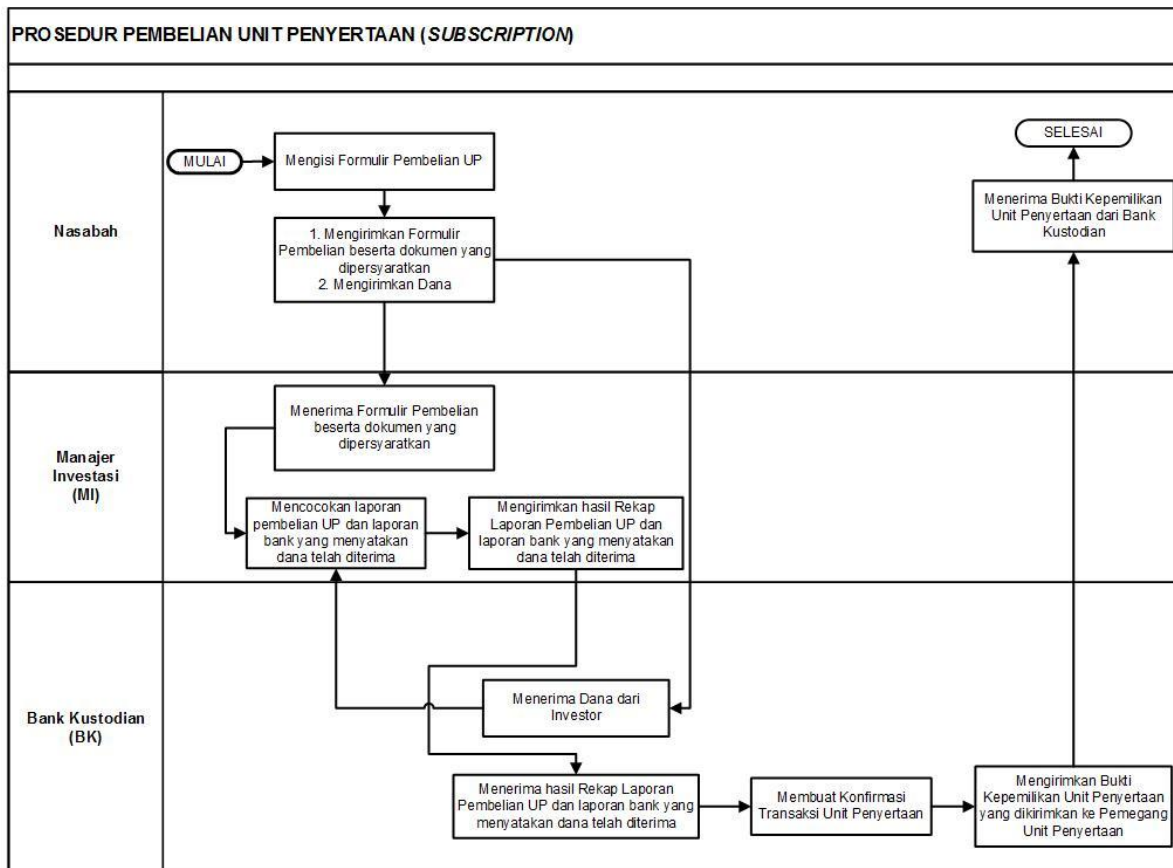 PROSEDUR PEMBELIAN UNIT PENYERTAAN (SUBSCRIPTION)
Nasabah
MULAI
Mengisi Formulir Pembelian UP
1. Mengirimkan Formulir
Pembelian beserta dokumen yang
dipersyaratkan
2. Mengirimkan Dana
SELESAI
Menerima Bukti Kepemilikan
Unit Penyertaan dari Bank
Kustodian
Manajer
Investasi
(MI)
Menerima Formulir Pembelian
beserta dokumen yang
dipersyaratkan
Mencocokan laporan
pembelian UP dan laporan
bank yang menyatakan
dana telah diterima
Mengirimkan hasil Rekap
Laporan Pembelian UP dan
laporan bank yang menyatakan
dana telah diterima
Bank Kustodian
(BK)
Menerima Dana dari
Investor
Menerima hasil Rekap Laporan
Pembelian UP dan laporan bank yang
menyatakan dana telah diterima
Membuat Konfirmasi
Transaksi Unit Penyertaan
Mengirimkan Bukti
Kepemilikan Unit Penyertaan
yang dikirimkan ke Pemegang
Unit Penyertaan